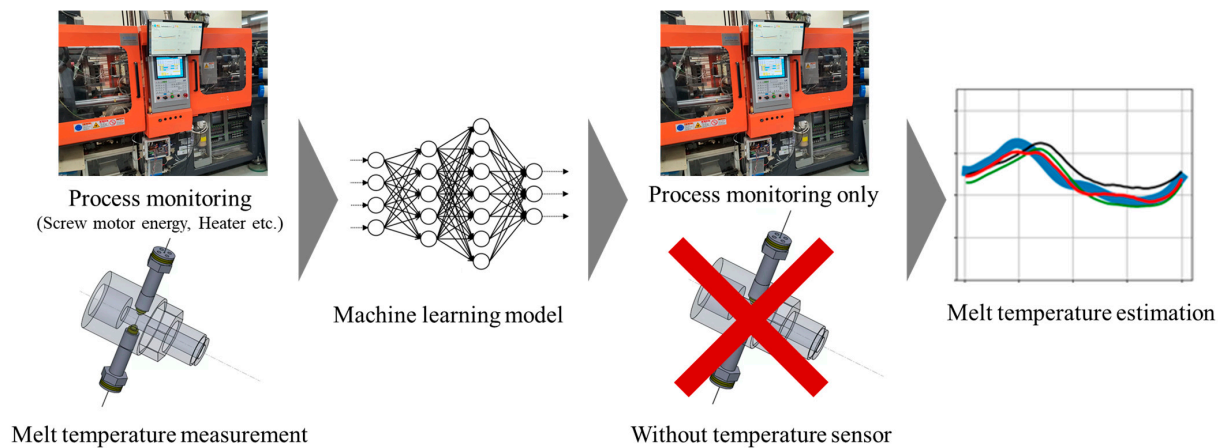 Process monitoring
(Screw motor energy, Heater etc.)
Melt temperature measurement
Machine learning model
Process monitoring only
Without temperature sensor
Melt temperature estimation